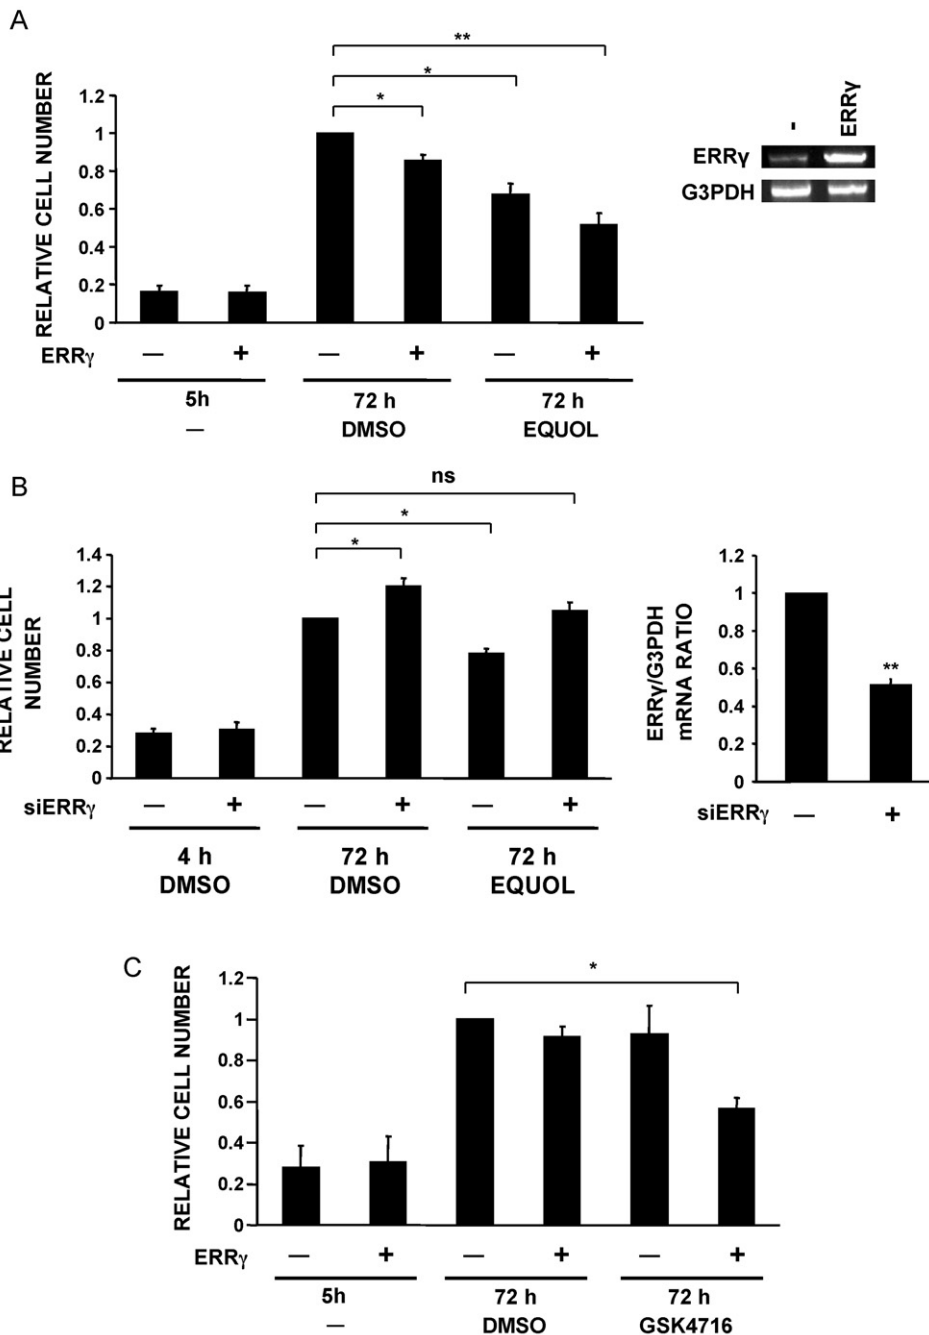 A
**
*
*
RELATIVE CELL NUMBER
1.2
1
0.8
0.6
0.4
0.2
0
ERRγ — + — + — +
5h 72 h 72 h
— DMSO EQUOL
- ERRγ
ERRγ
G3PDH
B
ns
*
*
RELATIVE CELL
NUMBER
1.4
1.2
1
0.8
0.6
0.4
0.2
0
siERRγ — + — + — +
4 h 72 h 72 h
DMSO DMSO EQUOL
ERRγ/G3PDH
mRNA RATIO
1.2
1
0.8
0.6
0.4
0.2
0
**
siERRγ — +
C
*
RELATIVE CELL NUMBER
1.2
1
0.8
0.6
0.4
0.2
0
ERRγ — + — + — +
5h 72 h 72 h
— DMSO GSK4716